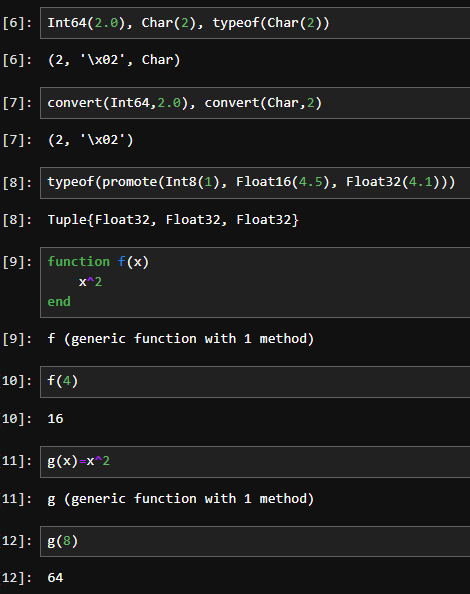 [6]: Int64(2.0), Char(2), typeof(Char(2))
[6]: (2, '\x02', Char)
[7]: convert(Int64,2.0), convert(Char,2)
[7]: (2, '\x02')
[8]: typeof(promote(Int8(1), Float16(4.5), Float32(4.1)))
[8]: Tuple{Float32, Float32, Float32}
[9]: function f(x)
x^2
end
[9]: f (generic function with 1 method)
10]: f(4)
10]: 16
11]: g(x)=x^2
11]: g (generic function with 1 method)
12]: g(8)
12]: 64